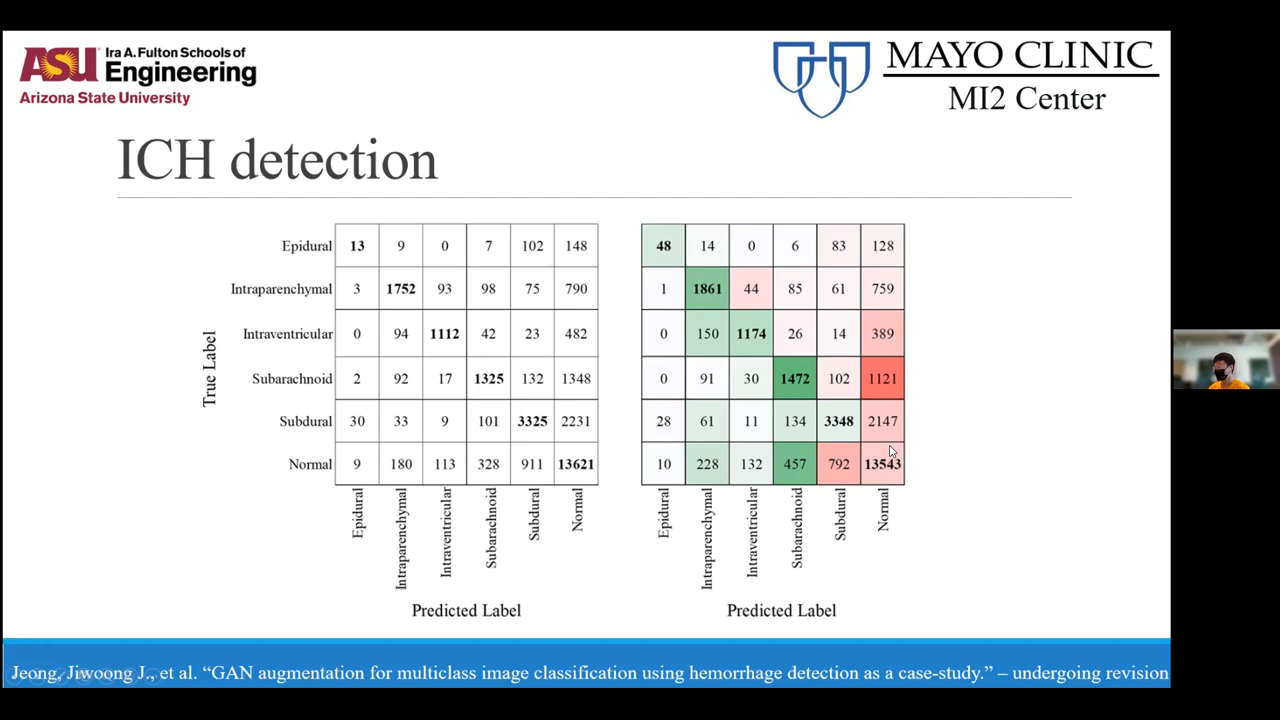 ASU Ira A. Fulton Schools of
Engineering
Arizona State University
MAYO CLINIC
MI2 Center
ICH detection
True Label
Epidural 13 9 0 7 102 148
Intraparenchymal 3 1752 93 98 75 790
Intraventricular 0 94 1112 42 23 482
Subarachnoid 2 92 17 1325 132 1348
Subdural 30 33 9 101 3325 2231
Normal 9 180 113 328 911 13621
Epidural Intraparenchymal Intraventricular Subarachnoid Subdural Normal
Predicted Label
48 14 0 6 83 128
1 1861 44 85 61 759
0 150 1174 26 14 389
0 91 30 1472 102 1121
28 61 11 134 3348 2147
10 228 132 457 792 13543
Epidural Intraparenchymal Intraventricular Subarachnoid Subdural Normal
Predicted Label
Jeong, Jiwoong J., et al. “GAN augmentation for multiclass image classification using hemorrhage detection as a case-study.” – undergoing revision